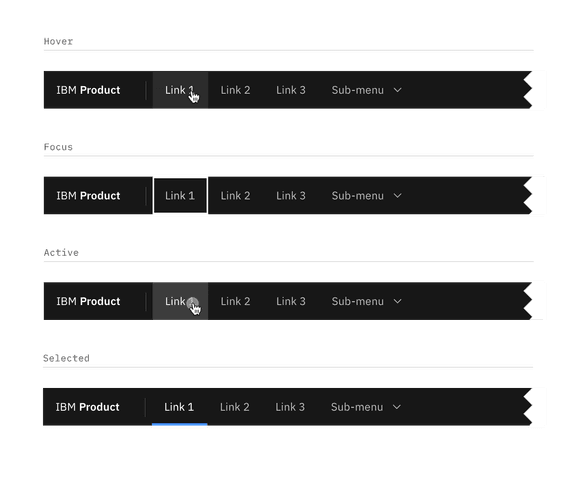 Hover
IBM Product Link 1 Link 2 Link 3 Sub-menu
Focus
IBM Product Link 1 Link 2 Link 3 Sub-menu
Active
IBM Product Link Link 2 Link 3 Sub-menu
Selected
IBM Product Link 1 Link 2 Link 3 Sub-menu